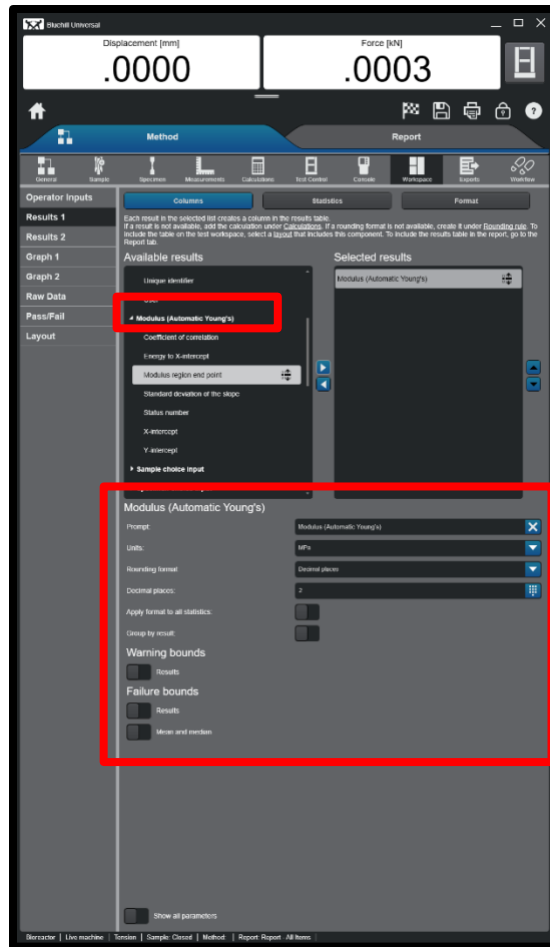 Bluehill Universal
Displacement [mm]
.0000
Force [kN]
.0003
Method
Report
General
Sample
Specimen
Measurements
Calculations
Test Control
Console
Workspace
Exports
Workflow
Operator Inputs
Results 1
Results 2
Graph 1
Graph 2
Raw Data
Pass/Fail
Layout
Columns
Statistics
Format
Each result in the selected list creates a column in the results table.
If a result is not available, add the calculation under Calculations. If a rounding format is not available, create it under Rounding rule. To
include the table on the test workspace, select a layout that includes this component. To include the results table in the report, go to the
Report tab.
Available results
Selected results
Unique identifier
User
Modulus (Automatic Young's)
Coefficient of correlation
Energy to X-intercept
Modulus region end point
Standard deviation of the slope
Status number
X-intercept
Y-intercept
Sample choice input
Modulus (Automatic Young's)
Modulus (Automatic Young's)
Prompt:
Modulus (Automatic Young's)
Units:
MPa
Rounding format
Decimal places
Decimal places:
2
Apply format to all statistics:
Group by result:
Warning bounds
Results
Failure bounds
Results
Mean and median
Show all parameters
Bioreactor | Live machine | Tension | Sample: Closed | Method: | Report: Report - All Items